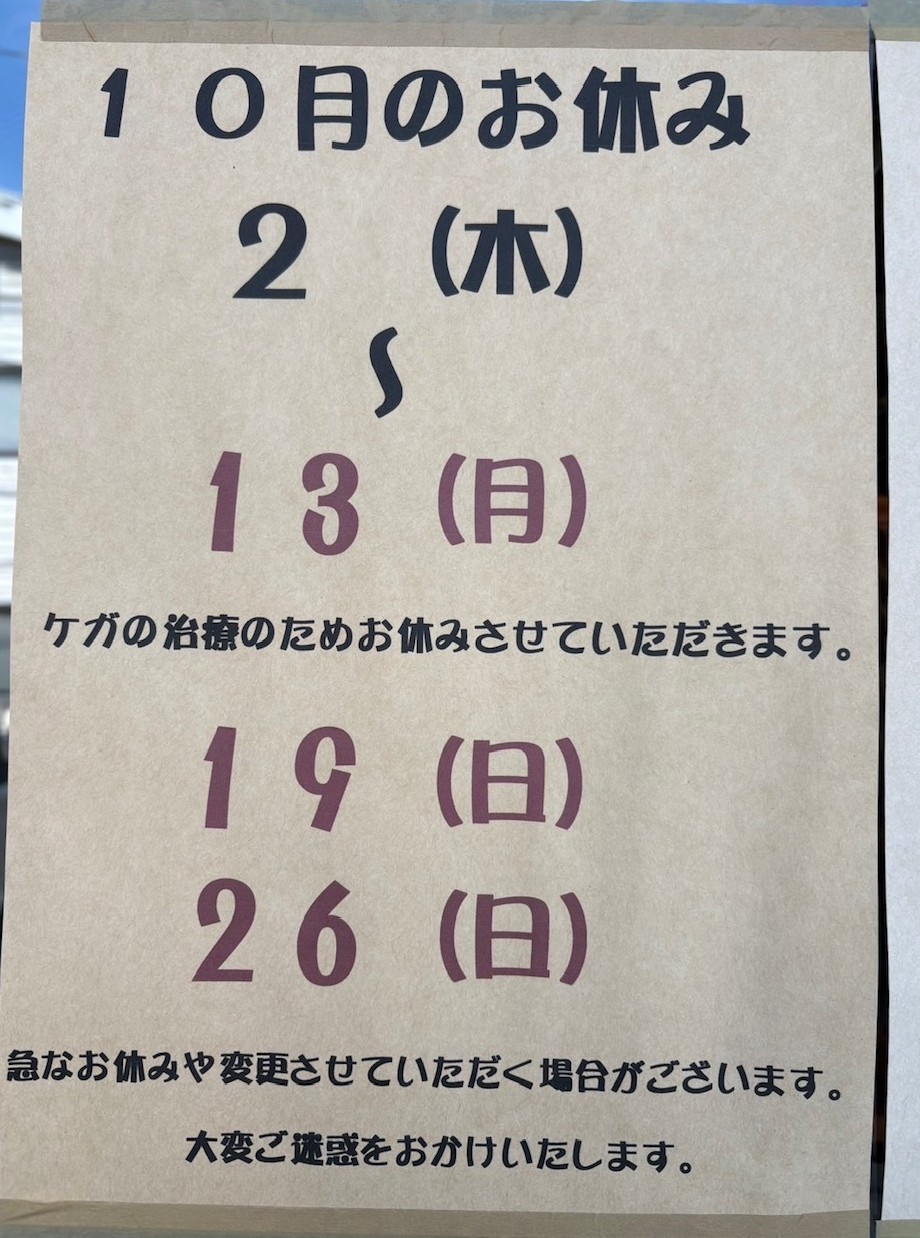 10月のお休み
2 (木)
〜
13 (月)
ケガの治療のためお休みさせていただきます。
19 (日)
26 (日)
急なお休みや変更させていただく場合がございます。
大変ご迷惑をおかけいたします。